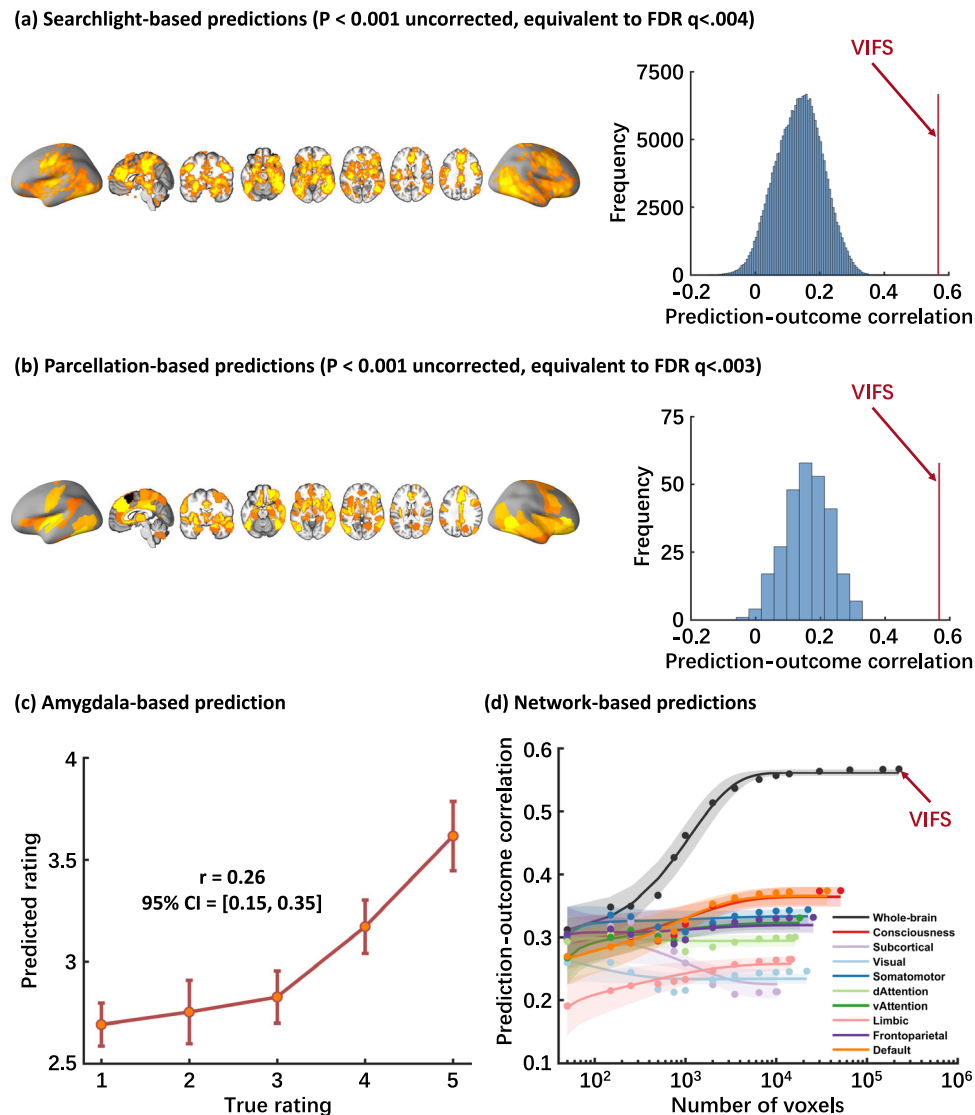 (a) Searchlight-based predictions (P < 0.001 uncorrected, equivalent to FDR q<.004)
VIFS
7500
5000
2500
0
Frequency
-0.2 0 0.2 0.4 0.6
Prediction-outcome correlation
(b) Parcellation-based predictions (P < 0.001 uncorrected, equivalent to FDR q<.003)
VIFS
75
50
25
0
Frequency
-0.2 0 0.2 0.4 0.6
Prediction-outcome correlation
(c) Amygdala-based prediction
4
3.5
3
2.5
Predicted rating
r = 0.26
95% CI = [0.15, 0.35]
1 2 3 4 5
True rating
(d) Network-based predictions
0.6
0.5
0.4
0.3
0.2
0.1
Prediction-outcome correlation
VIFS
Whole-brain
Consciousness
Subcortical
Visual
Somatomotor
dAttention
vAttention
Limbic
Frontoparietal
Default
10² 10³ 10⁴ 10⁵ 10⁶
Number of voxels